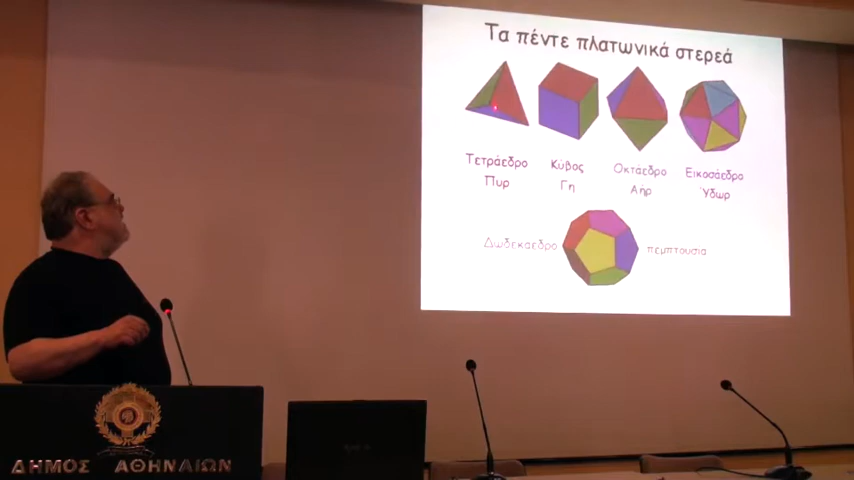 Τα πέντε πλατωνικά στερεά
Τετράεδρο Κύβος Οκτάεδρο Εικοσάεδρο
Πυρ Γη Αήρ Ύδωρ
Δωδεκαεδρο πεμπτουσια
ΔΗΜΟΣ ΑΘΗΝΑΙΩΝ